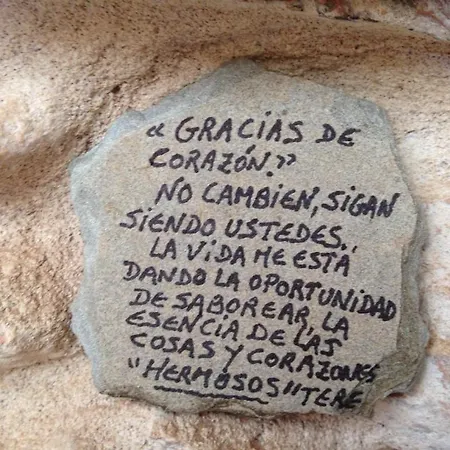 « GRACIAS DE
CORAZÓN.”
NO CAMBIEN, SIGAN
SIENDO USTEDES..
LA VIDA ME ESTÁ
DANDO LA OPORTUNIDAD
DE SABOREAR, LA
ESENCIA DE LAS
COSAS Y CORAZONES
"HERMOSOS" TERE